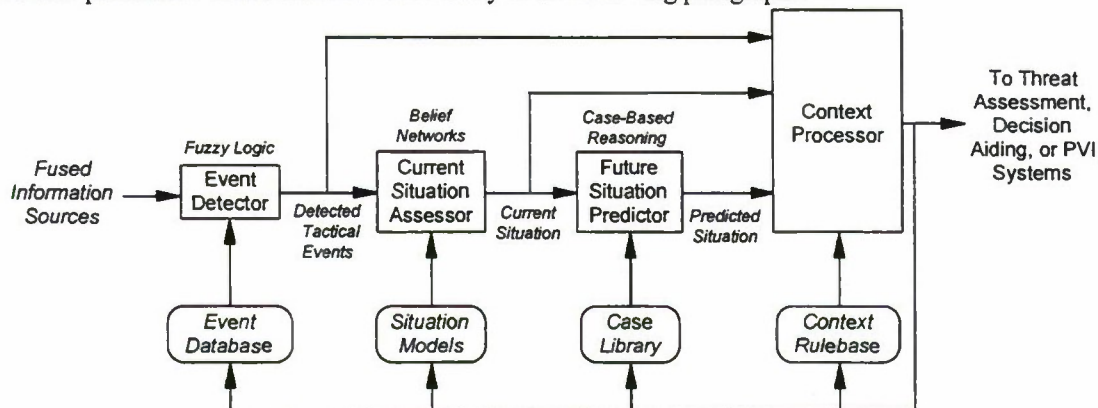 To Threat
Assessment,
Decision
Aiding, or PVI
Systems
Context
Processor
Belief
Networks
Case-Based
Reasoning
Fuzzy Logic
Fused
Information
Sources
Event
Detector
Current
Situation
Assessor
Future
Situation
Predictor
Detected
Tactical
Events
Current
Situation
Predicted
Situation
Event
Database
Situation
Models
Case
Library
Context
Rulebase